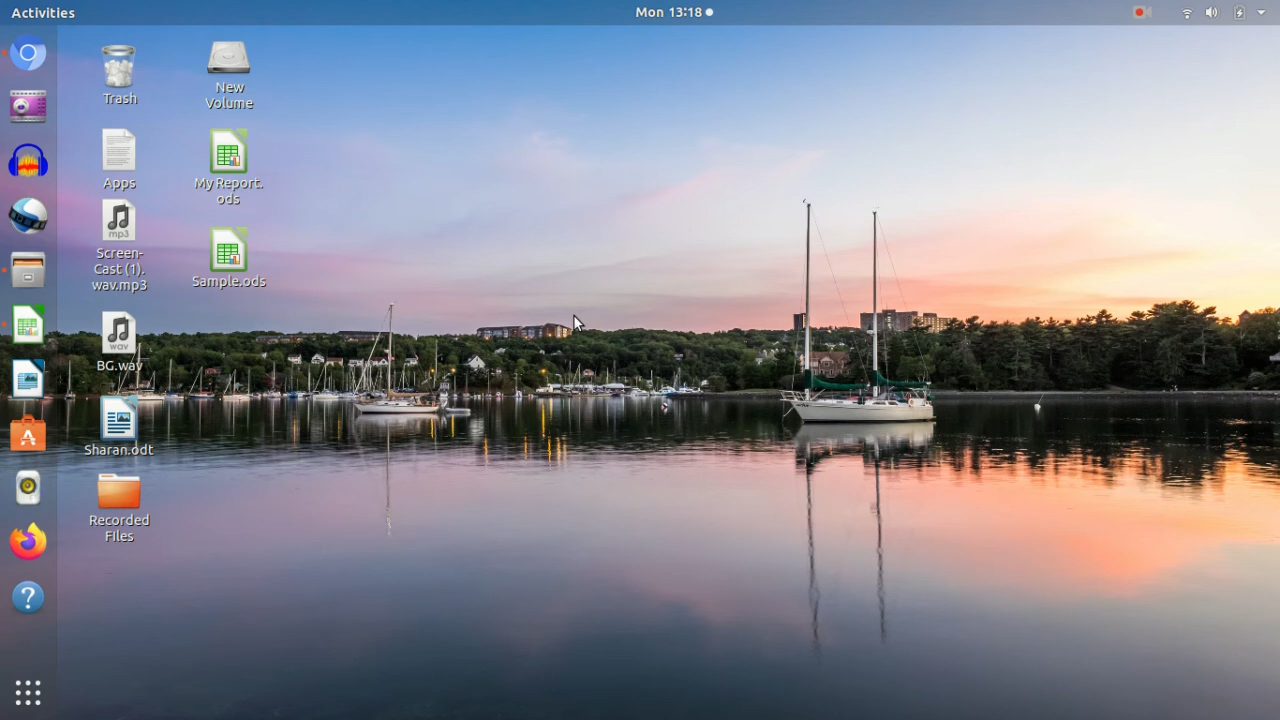 Activities
Mon 13:18
Trash
New
Volume
Apps
My Report.
ods
mp3
Screen-
Cast (1).
wav.mp3
Sample.ods
wav
BG.wav
Sharan.odt
Recorded
FIles